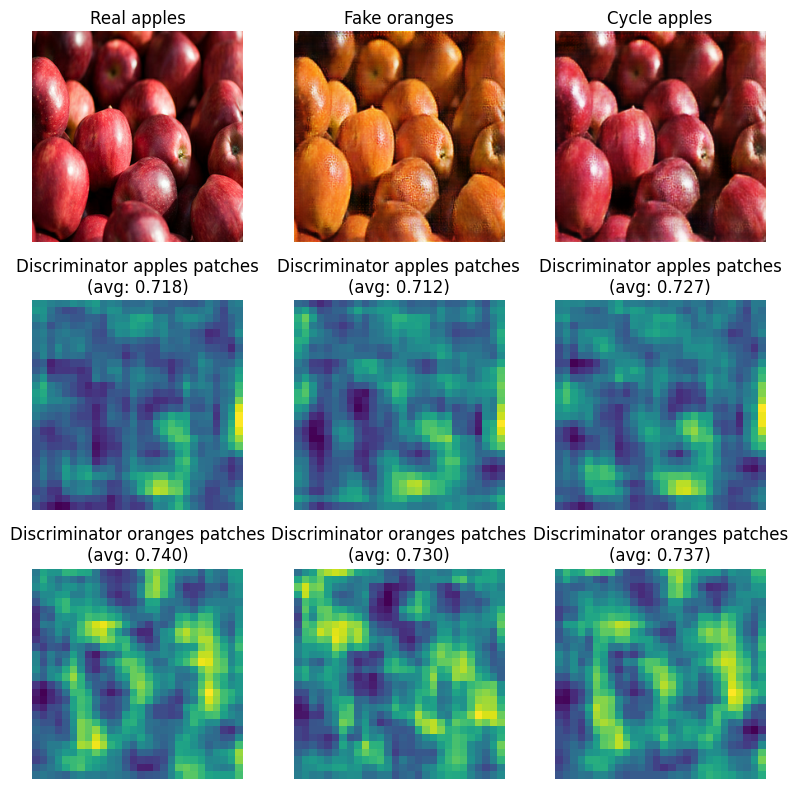 Real apples
Fake oranges
Cycle apples
Discriminator apples patches
(avg: 0.718)
Discriminator apples patches
(avg: 0.712)
Discriminator apples patches
(avg: 0.727)
Discriminator oranges patches
(avg: 0.740)
Discriminator oranges patches
(avg: 0.730)
Discriminator oranges patches
(avg: 0.737)